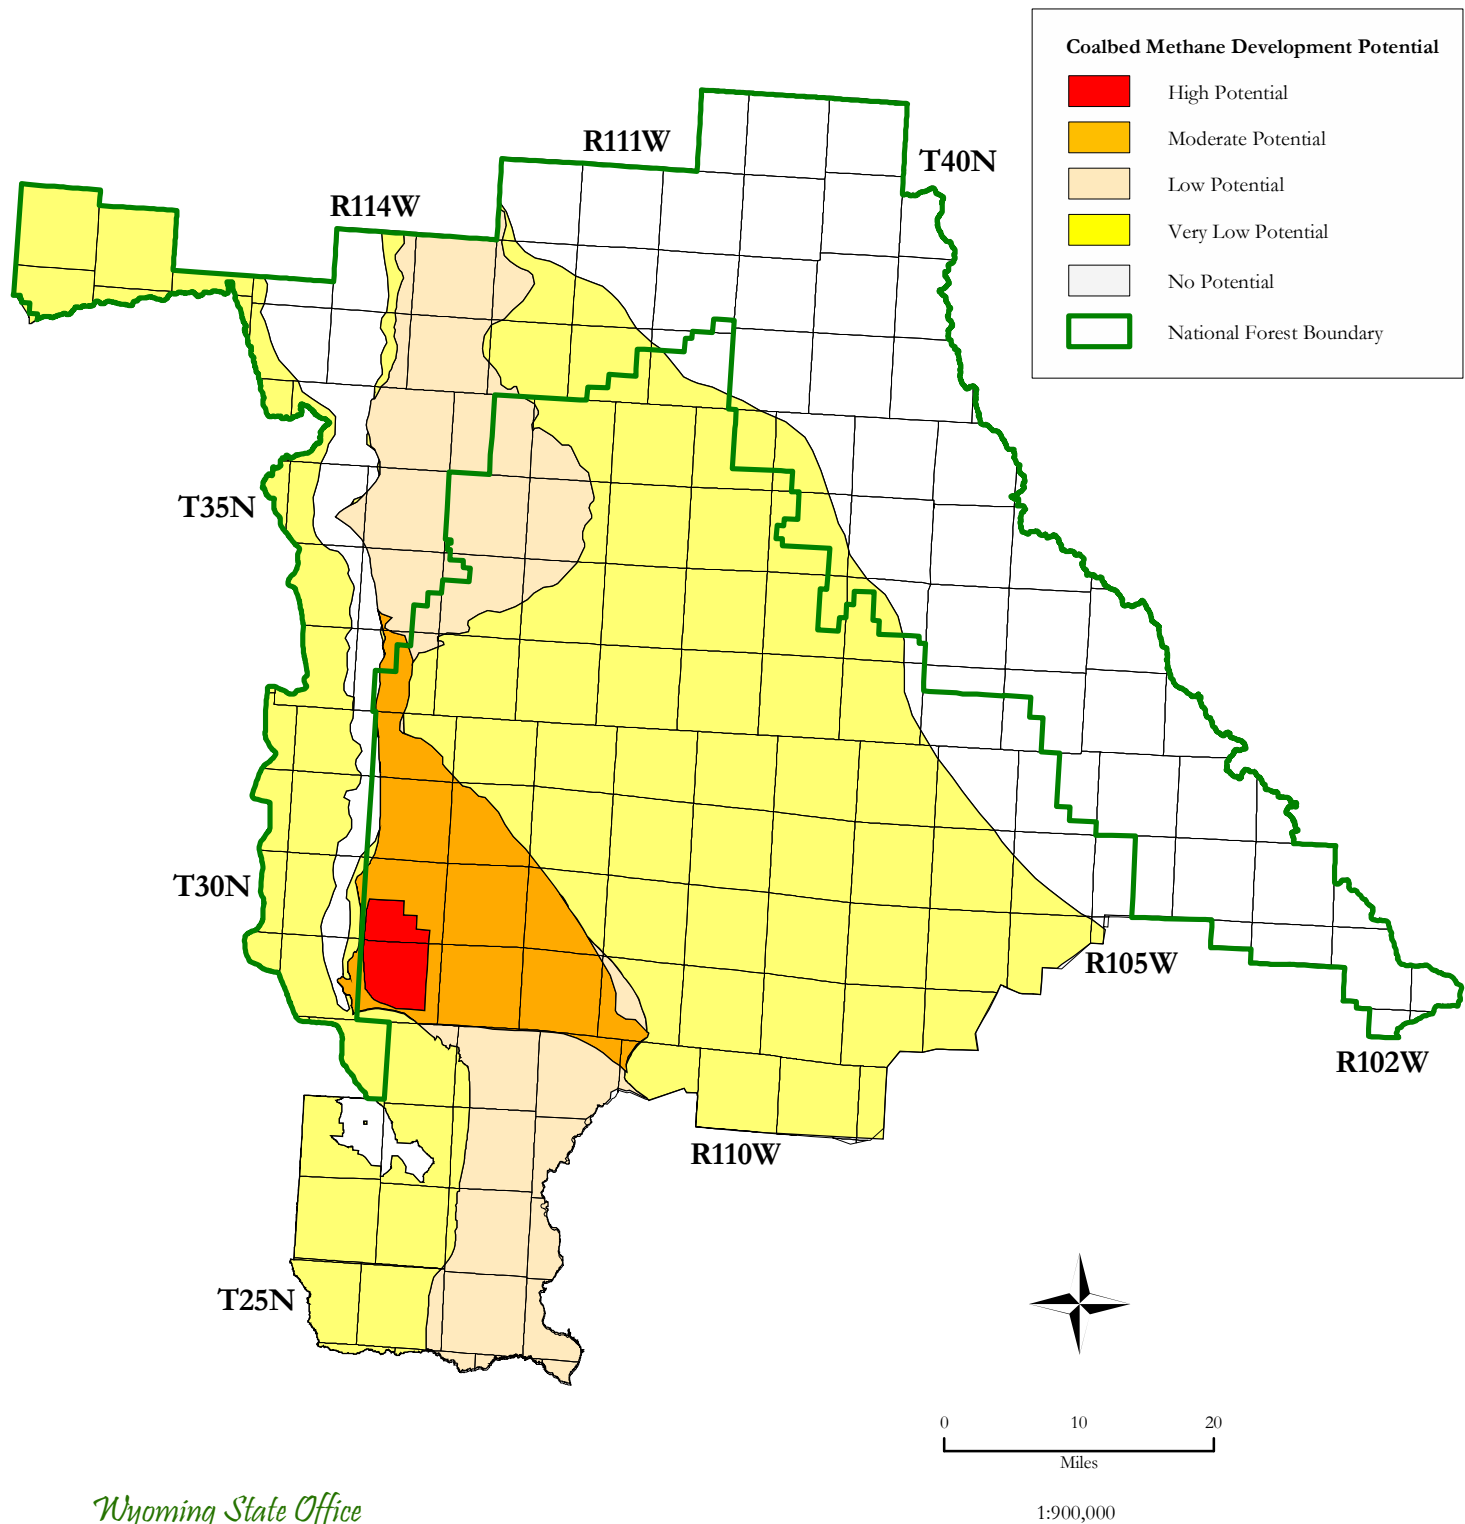 Coalbed Methane Development Potential
High Potential
Moderate Potential
Low Potential
Very Low Potential
No Potential
National Forest Boundary
R111W
T40N
R114W
T35N
T30N
R105W
R102W
R110W
T25N
0 10 20
Miles
1:900,000
Wyoming State Office